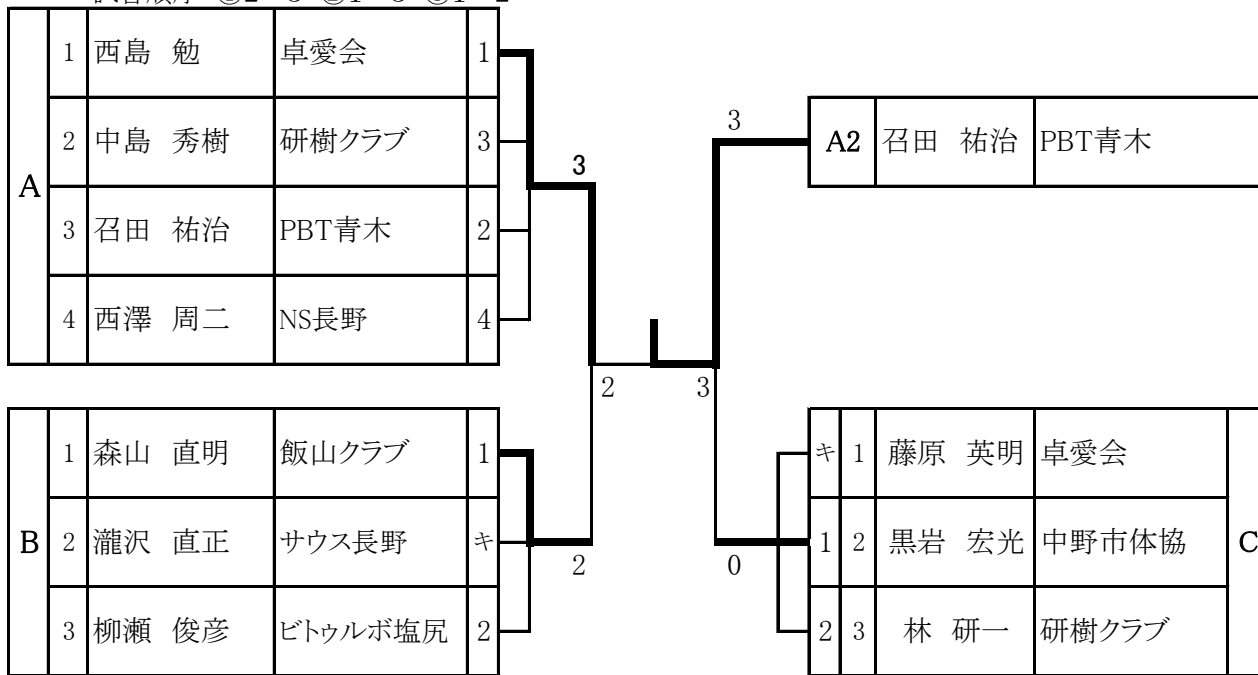 1 西島 勉 卓愛会 1
2 中島 秀樹 研樹クラブ 3
A
3 召田 祐治 PBT青木 2
4 西澤 周二 NS長野 4
3
3
A2 召田 祐治 PBT青木
2 3
1 森山 直明 飯山クラブ 1
B 2 瀧沢 直正 サウス長野 キ
3 柳瀬 俊彦 ビトゥルボ塩尻 2
2
0
キ 1 藤原 英明 卓愛会
1 2 黒岩 宏光 中野市体協 C
2 3 林 研一 研樹クラブ